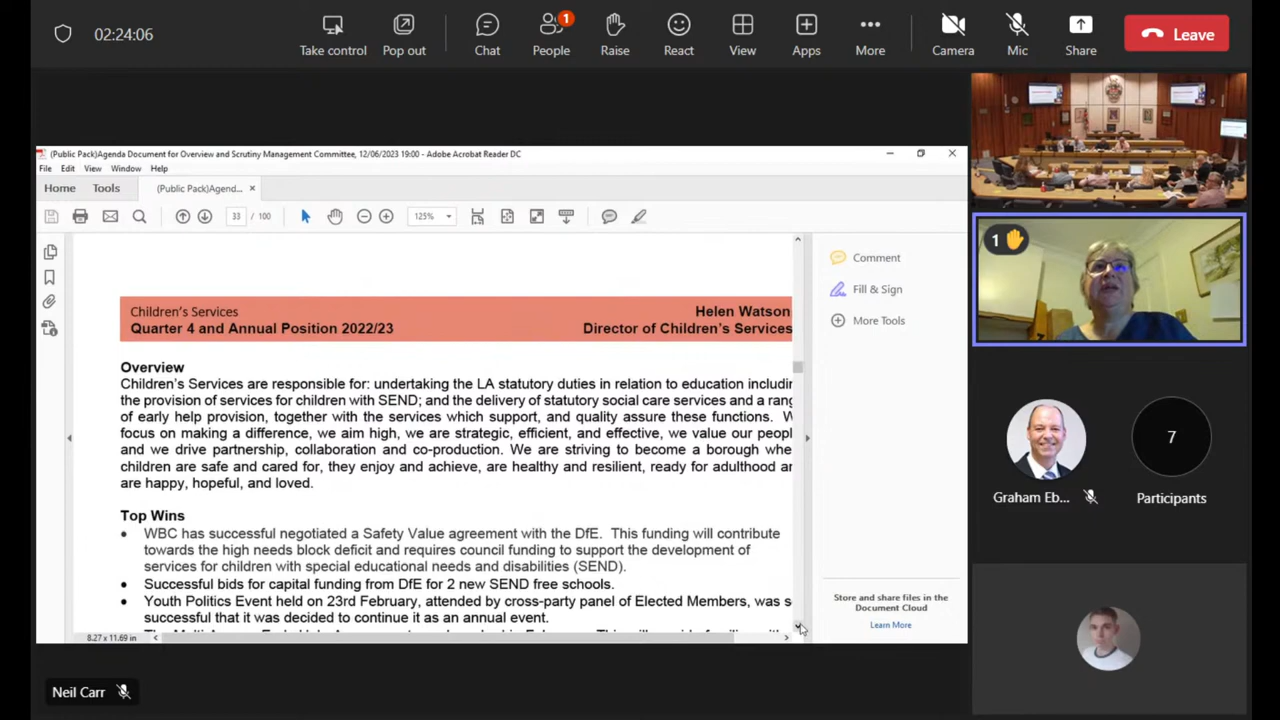 02:24:06
Take control
Pop out
Chat
1
People
Raise
React
View
Apps
More
Camera
Mic
Share
Leave
(Public Pack)Agenda Document for Overview and Scrutiny Management Committee, 12/06/2023 19:00 - Adobe Acrobat Reader DC
File Edit View Window Help
Home Tools (Public Pack)Agend... ×
33 / 100 125%
Children's Services Helen Watson
Quarter 4 and Annual Position 2022/23 Director of Children's Services
Overview
Children's Services are responsible for: undertaking the LA statutory duties in relation to education includin
the provision of services for children with SEND; and the delivery of statutory social care services and a rang
of early help provision, together with the services which support, and quality assure these functions. W
focus on making a difference, we aim high, we are strategic, efficient, and effective, we value our peopl
and we drive partnership, collaboration and co-production. We are striving to become a borough whe
children are safe and cared for, they enjoy and achieve, are healthy and resilient, ready for adulthood an
are happy, hopeful, and loved.
Top Wins
• WBC has successful negotiated a Safety Value agreement with the DfE. This funding will contribute
towards the high needs block deficit and requires council funding to support the development of
services for children with special educational needs and disabilities (SEND).
• Successful bids for capital funding from DfE for 2 new SEND free schools.
• Youth Politics Event held on 23rd February, attended by cross-party panel of Elected Members, was s
successful that it was decided to continue it as an annual event.
8.27 x 11.69 in
Comment
Fill & Sign
More Tools
Store and share files in the
Document Cloud
Learn More
1
Graham Eb...
7
Participants
Neil Carr